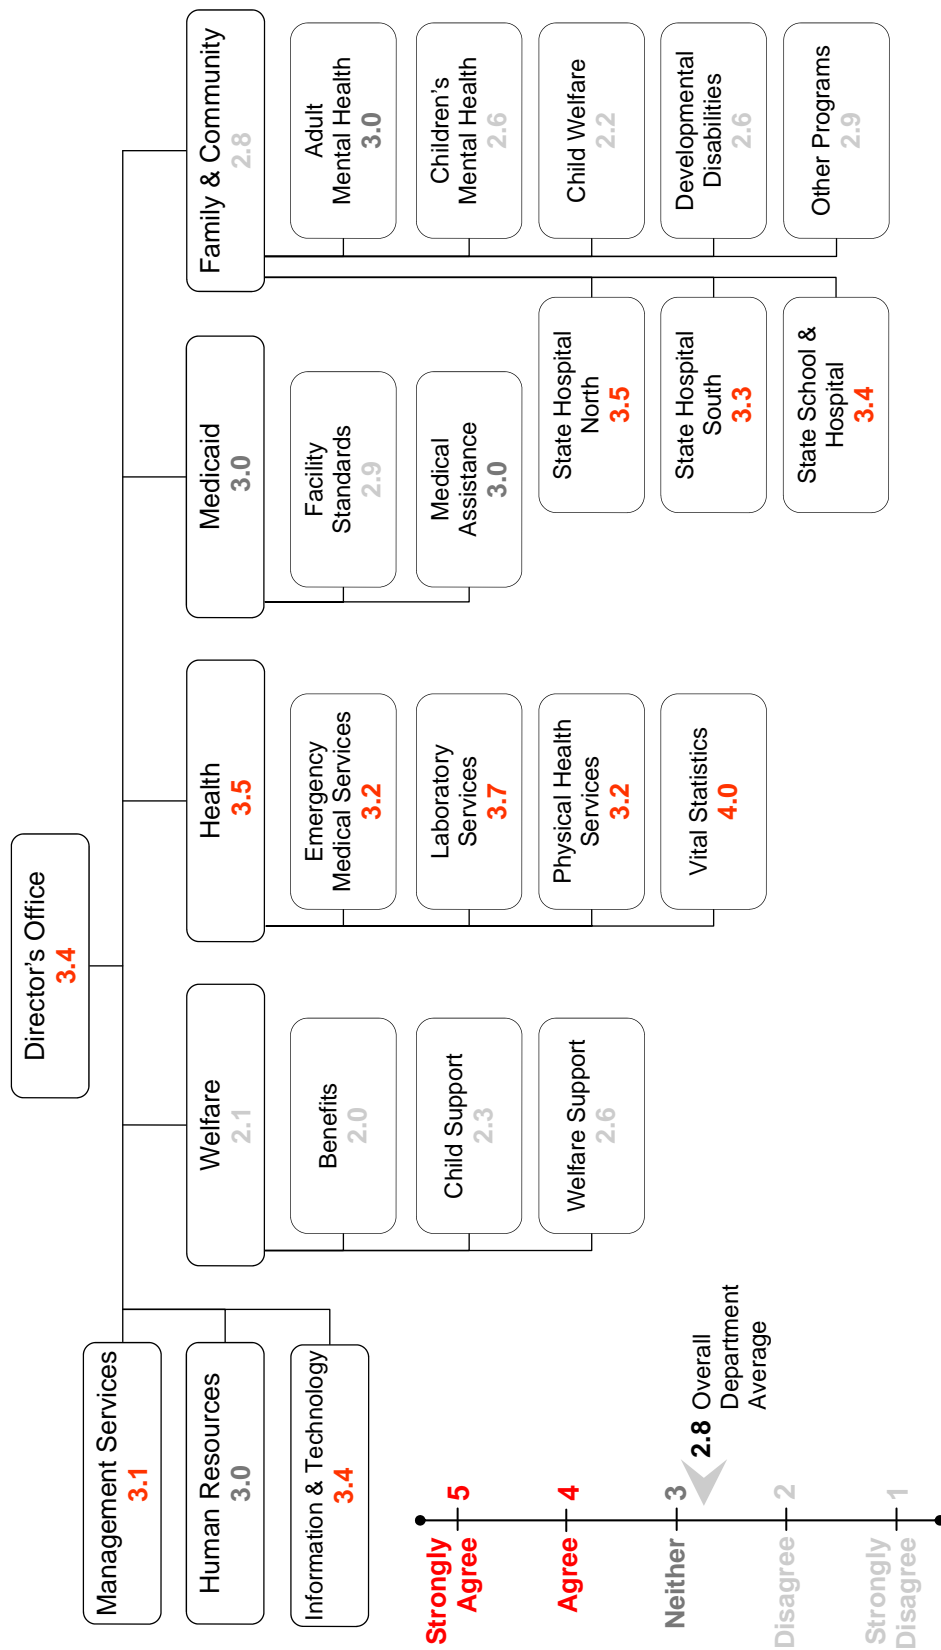 Director's Office
3.4
Management Services
3.1
Human Resources
3.0
Information & Technology
3.4
Welfare
2.1
Benefits
2.0
Child Support
2.3
Welfare Support
2.6
Health
3.5
Emergency
Medical Services
3.2
Laboratory
Services
3.7
Physical Health
Services
3.2
Vital Statistics
4.0
Medicaid
3.0
Facility
Standards
2.9
Medical
Assistance
3.0
Family & Community
2.8
State Hospital
North
3.5
State Hospital
South
3.3
State School &
Hospital
3.4
Adult
Mental Health
3.0
Children's
Mental Health
2.6
Child Welfare
2.2
Developmental
Disabilities
2.6
Other Programs
2.9
Strongly
Agree
5
Agree
4
Neither
3
2.8 Overall
Department
Average
Disagree
2
Strongly
Disagree
1